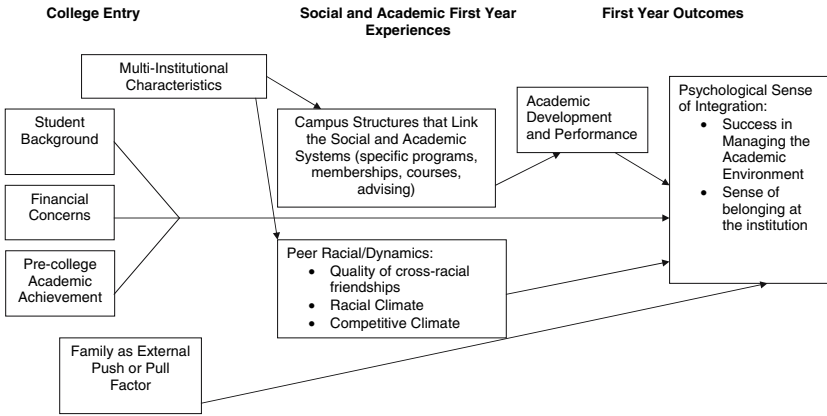 College Entry
Social and Academic First Year
Experiences
First Year Outcomes
Multi-Institutional
Characteristics
Student
Background
Financial
Concerns
Pre-college
Academic
Achievement
Family as External
Push or Pull
Factor
Campus Structures that Link
the Social and Academic
Systems (specific programs,
memberships, courses,
advising)
Peer Racial/Dynamics:
• Quality of cross-racial
friendships
• Racial Climate
• Competitive Climate
Academic
Development
and Performance
Psychological Sense
of Integration:
• Success in
Managing the
Academic
Environment
• Sense of
belonging at
the institution